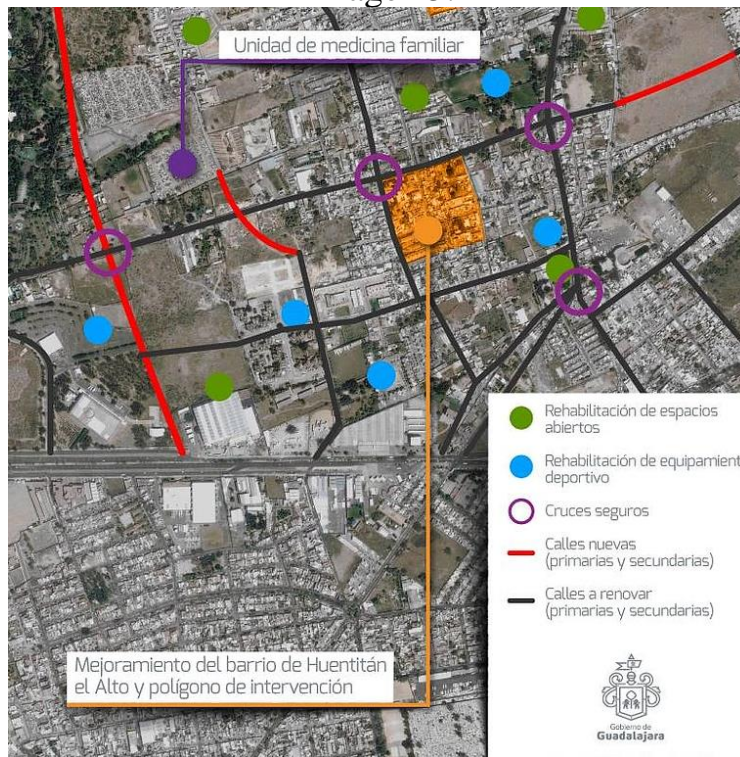 Unidad de medicina familiar
Rehabilitación de espacios
abiertos
Rehabilitación de equipamient
deportivo
Cruces seguros
Calles nuevas
(primarias y secundarias)
Calles a renovar
(primarias y secundarias)
Mejoramiento del barrio de Huentitán
el Alto y polígono de intervención
Gobierno de
Guadalajara